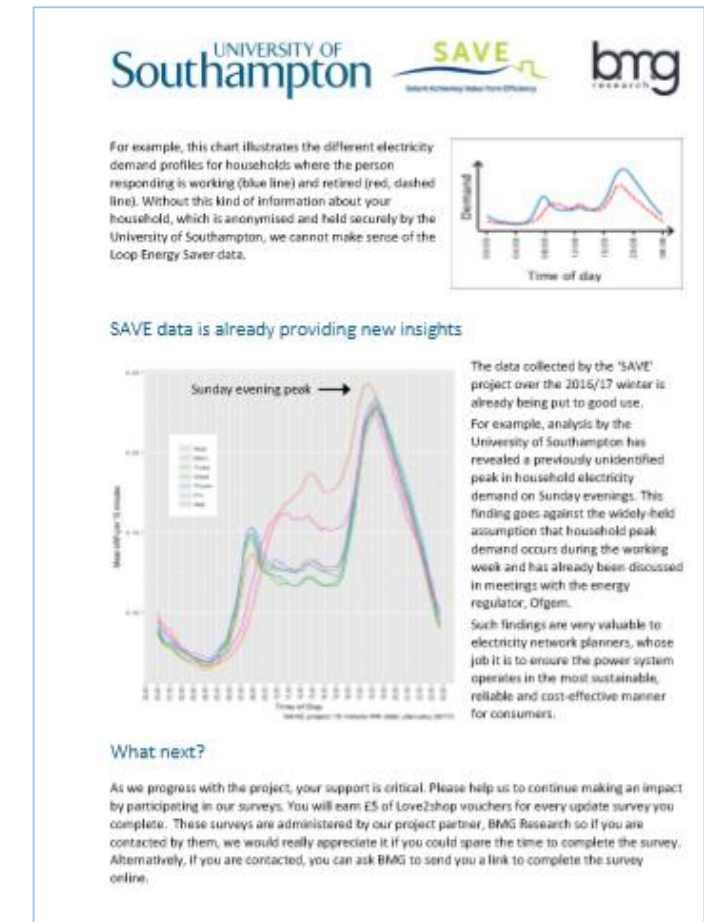 UNIVERSITY OF
Southampton
SAVE
Solent Achieving Value from Efficiency
bmg
research
For example, this chart illustrates the different electricity
demand profiles for households where the person
responding is working (blue line) and retired (red, dashed
line). Without this kind of information about your
household, which is anonymised and held securely by the
University of Southampton, we cannot make sense of the
Loop Energy Saver data.
Demand
Time of day
SAVE data is already providing new insights
Sunday evening peak
Time of Day
The data collected by the 'SAVE'
project over the 2016/17 winter is
already being put to good use.
For example, analysis by the
University of Southampton has
revealed a previously unidentified
peak in household electricity
demand on Sunday evenings. This
finding goes against the widely-held
assumption that household peak
demand occurs during the working
week and has already been discussed
in meetings with the energy
regulator, Ofgem.
Such findings are very valuable to
electricity network planners, whose
job it is to ensure the power system
operates in the most sustainable,
reliable and cost-effective manner
for consumers.
What next?
As we progress with the project, your support is critical. Please help us to continue making an impact
by participating in our surveys. You will earn £5 of Love2shop vouchers for every update survey you
complete. These surveys are administered by our project partner, BMG Research so if you are
contacted by them, we would really appreciate it if you could spare the time to complete the survey.
Alternatively, if you are contacted, you can ask BMG to send you a link to complete the survey
online.